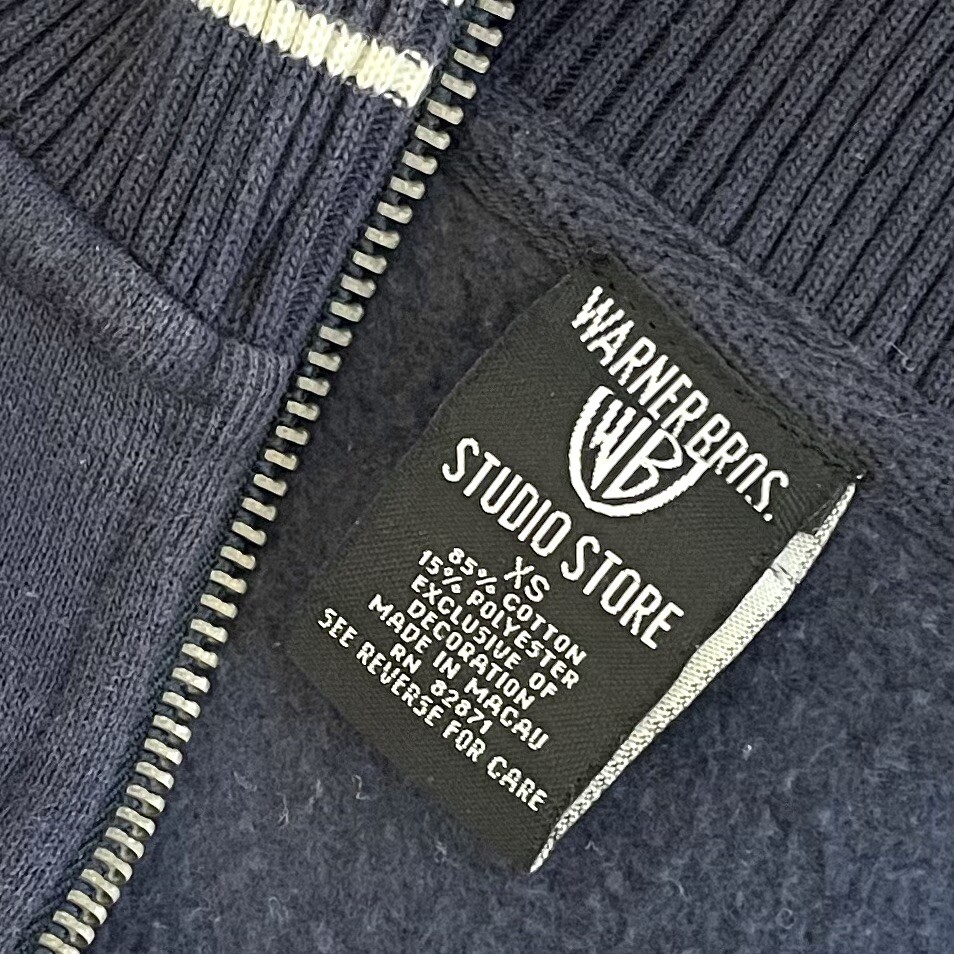 WARNER BROS.
WB
STUDIO STORE
XS
85% COTTON
15% POLYESTER
EXCLUSIVE OF
DECORATION
MADE IN MACAU
RN 82871
SEE REVERSE FOR CARE